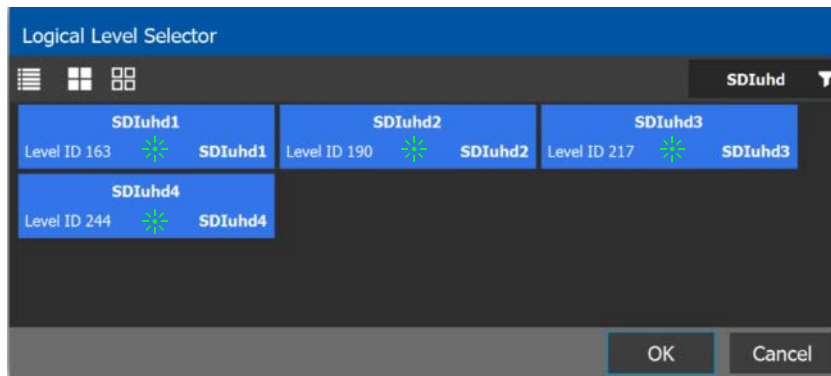 Logical Level Selector
SDIuhd
SDIuhd1
Level ID 163 SDIuhd1
SDIuhd2
Level ID 190 SDIuhd2
SDIuhd3
Level ID 217 SDIuhd3
SDIuhd4
Level ID 244 SDIuhd4
OK Cancel